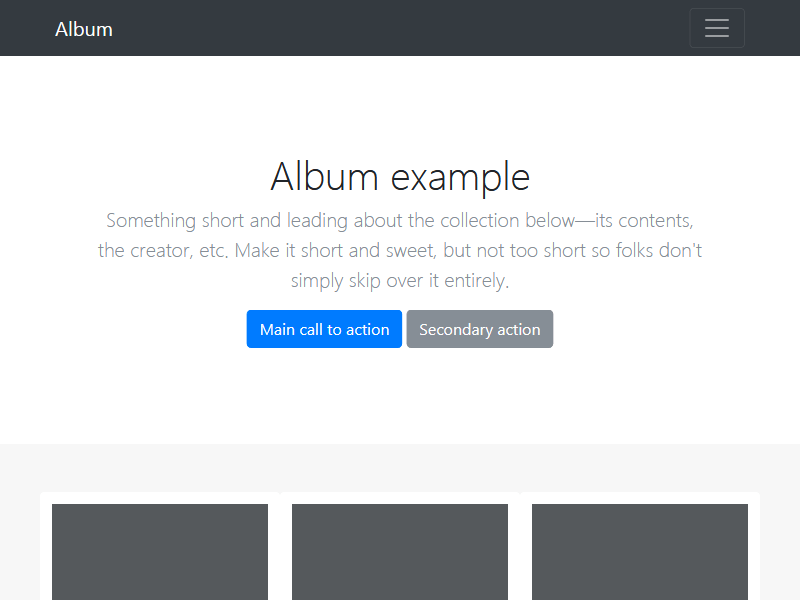 Album
Album example
Something short and leading about the collection below—its contents,
the creator, etc. Make it short and sweet, but not too short so folks don't
simply skip over it entirely.
Main call to action
Secondary action